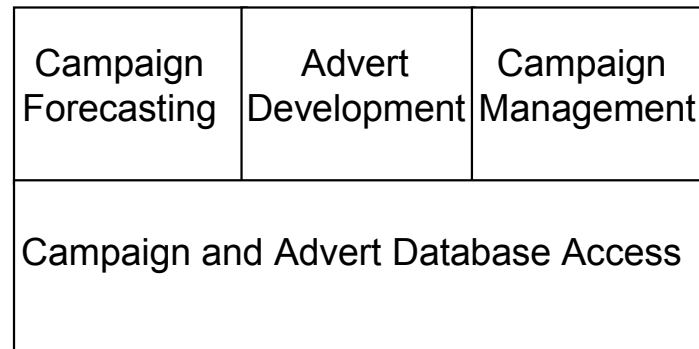 Campaign
Forecasting
Advert
Development
Campaign
Management
Campaign and Advert Database Access